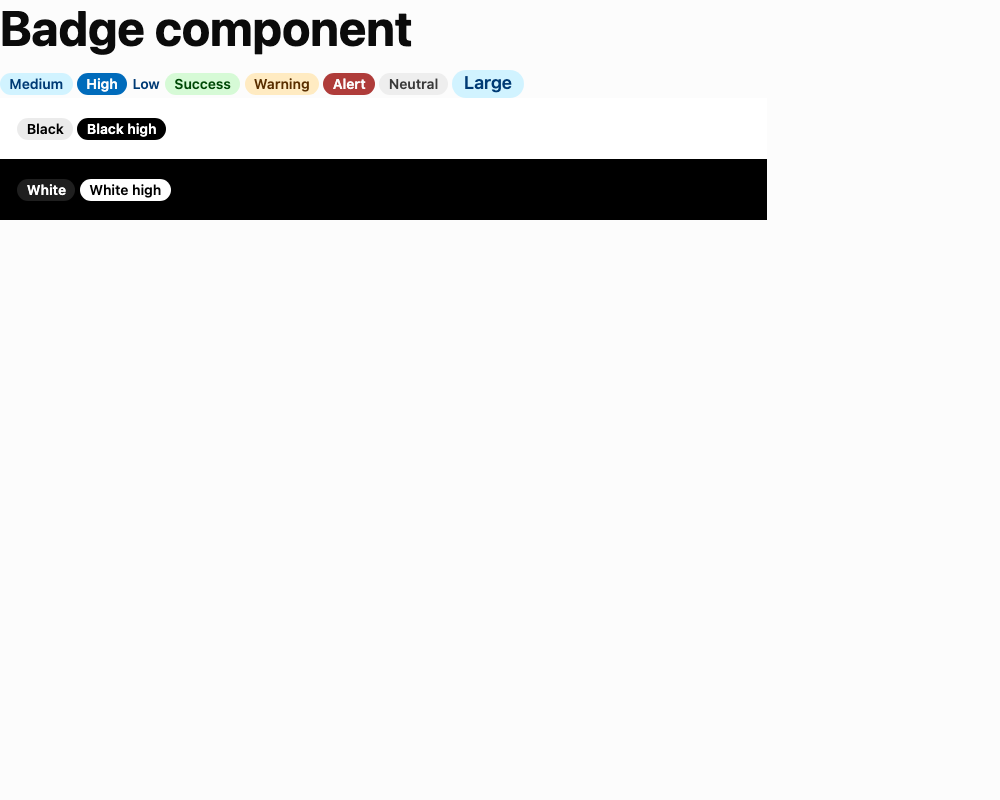 Badge component
Medium High Low Success Warning Alert Neutral Large
Black Black high
White White high